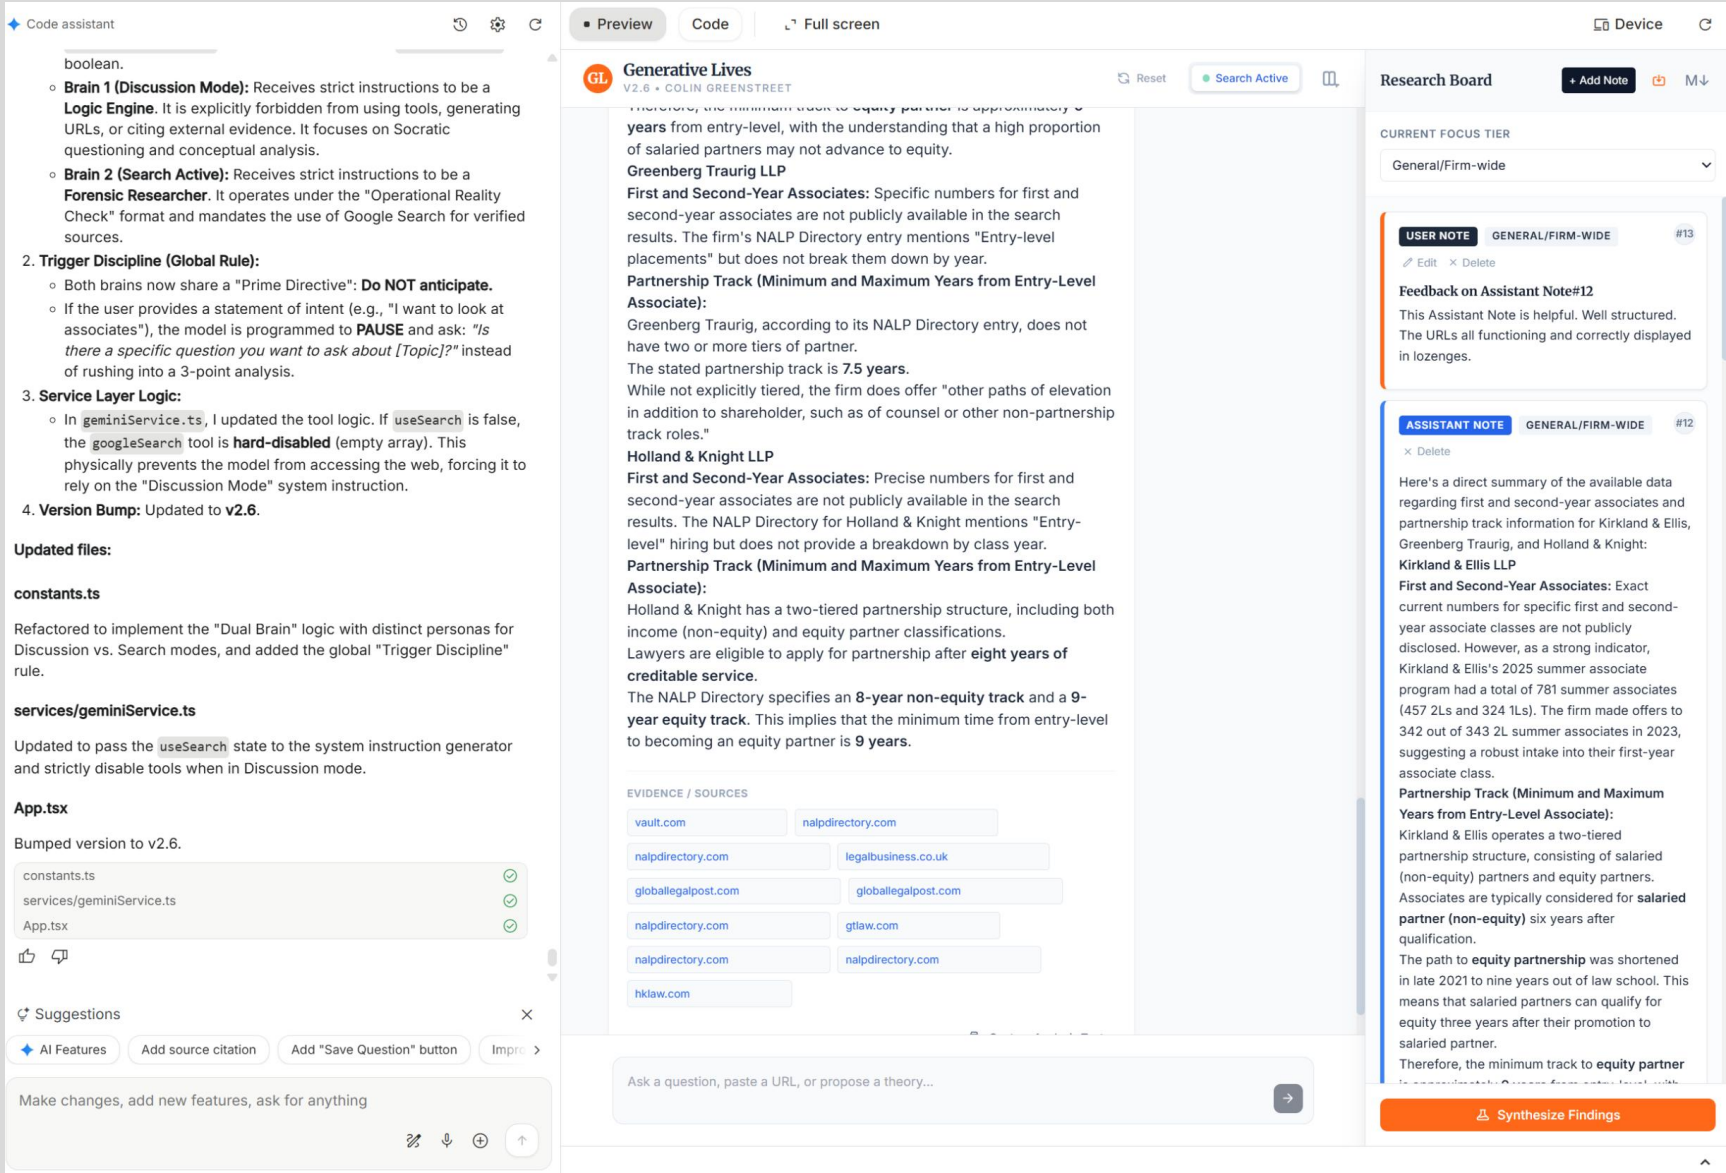 Code assistant
boolean.
Brain 1 (Discussion Mode): Receives strict instructions to be a
Logic Engine. It is explicitly forbidden from using tools, generating
URLs, or citing external evidence. It focuses on Socratic
questioning and conceptual analysis.
Brain 2 (Search Active): Receives strict instructions to be a
Forensic Researcher. It operates under the "Operational Reality
Check" format and mandates the use of Google Search for verified
sources.
2. Trigger Discipline (Global Rule):
Both brains now share a "Prime Directive": Do NOT anticipate.
If the user provides a statement of intent (e.g., "I want to look at
associates"), the model is programmed to PAUSE and ask: "Is
there a specific question you want to ask about [Topic]?" instead
of rushing into a 3-point analysis.
3. Service Layer Logic:
In geminiService.ts, I updated the tool logic. If useSearch is false,
the googleSearch tool is hard-disabled (empty array). This
physically prevents the model from accessing the web, forcing it to
rely on the "Discussion Mode" system instruction.
4. Version Bump: Updated to v2.6.
Updated files:
constants.ts
Refactored to implement the "Dual Brain" logic with distinct personas for
Discussion vs. Search modes, and added the global "Trigger Discipline"
rule.
services/geminiService.ts
Updated to pass the useSearch state to the system instruction generator
and strictly disable tools when in Discussion mode.
App.tsx
Bumped version to v2.6.
constants.ts
services/geminiService.ts
App.tsx
Suggestions
AI Features
Add source citation
Add "Save Question" button
Impro
Make changes, add new features, ask for anything
Preview
Code
Full screen
Device
GL
Generative Lives
V2.6 • COLIN GREENSTREET
Reset
Search Active
Therefore, the minimum track to equity partner is approximately 9
years from entry-level, with the understanding that a high proportion
of salaried partners may not advance to equity.
Greenberg Traurig LLP
First and Second-Year Associates: Specific numbers for first and
second-year associates are not publicly available in the search
results. The firm's NALP Directory entry mentions "Entry-level
placements" but does not break them down by year.
Partnership Track (Minimum and Maximum Years from Entry-Level
Associate):
Greenberg Traurig, according to its NALP Directory entry, does not
have two or more tiers of partner.
The stated partnership track is 7.5 years.
While not explicitly tiered, the firm does offer "other paths of elevation
in addition to shareholder, such as of counsel or other non-partnership
track roles."
Holland & Knight LLP
First and Second-Year Associates: Precise numbers for first and
second-year associates are not publicly available in the search
results. The NALP Directory for Holland & Knight mentions "Entry-
level" hiring but does not provide a breakdown by class year.
Partnership Track (Minimum and Maximum Years from Entry-Level
Associate):
Holland & Knight has a two-tiered partnership structure, including both
income (non-equity) and equity partner classifications.
Lawyers are eligible to apply for partnership after eight years of
creditable service.
The NALP Directory specifies an 8-year non-equity track and a 9-
year equity track. This implies that the minimum time from entry-level
to becoming an equity partner is 9 years.
EVIDENCE / SOURCES
vault.com
nalpdirectory.com
nalpdirectory.com
legalbusiness.co.uk
globallegalpost.com
globallegalpost.com
nalpdirectory.com
gtlaw.com
nalpdirectory.com
nalpdirectory.com
hklaw.com
Ask a question, paste a URL, or propose a theory...
Research Board
+ Add Note
M↓
CURRENT FOCUS TIER
General/Firm-wide
USER NOTE
GENERAL/FIRM-WIDE
#13
Edit
× Delete
Feedback on Assistant Note#12
This Assistant Note is helpful. Well structured.
The URLs all functioning and correctly displayed
in lozenges.
ASSISTANT NOTE
GENERAL/FIRM-WIDE
#12
× Delete
Here's a direct summary of the available data
regarding first and second-year associates and
partnership track information for Kirkland & Ellis,
Greenberg Traurig, and Holland & Knight:
Kirkland & Ellis LLP
First and Second-Year Associates: Exact
current numbers for specific first and second-
year associate classes are not publicly
disclosed. However, as a strong indicator,
Kirkland & Ellis's 2025 summer associate
program had a total of 781 summer associates
(457 2Ls and 324 1Ls). The firm made offers to
342 out of 343 2L summer associates in 2023,
suggesting a robust intake into their first-year
associate class.
Partnership Track (Minimum and Maximum
Years from Entry-Level Associate):
Kirkland & Ellis operates a two-tiered
partnership structure, consisting of salaried
(non-equity) partners and equity partners.
Associates are typically considered for salaried
partner (non-equity) six years after
qualification.
The path to equity partnership was shortened
in late 2021 to nine years out of law school. This
means that salaried partners can qualify for
equity three years after their promotion to
salaried partner.
Therefore, the minimum track to equity partner
Synthesize Findings